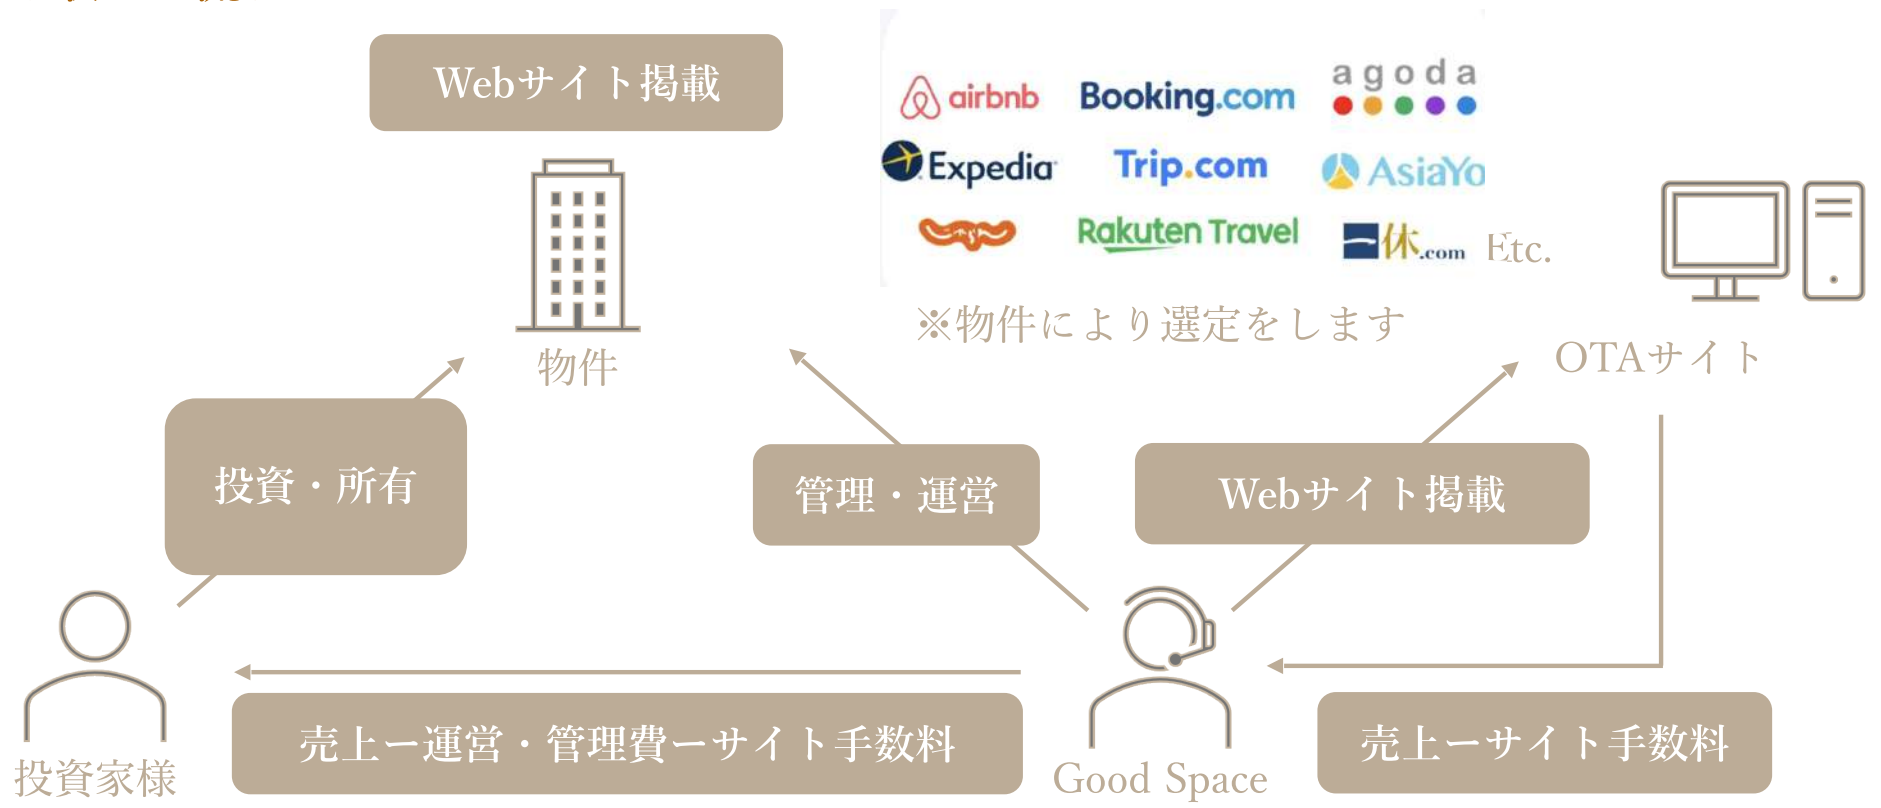 Webサイト掲載
airbnb
Booking.com
agoda
Expedia
Trip.com
AsiaYo
Rakuten Travel
一休.com
Etc.
※物件により選定をします
物件
OTAサイト
投資・所有
管理・運営
Webサイト掲載
売上ー運営・管理費ーサイト手数料
売上ーサイト手数料
投資家様
Good Space